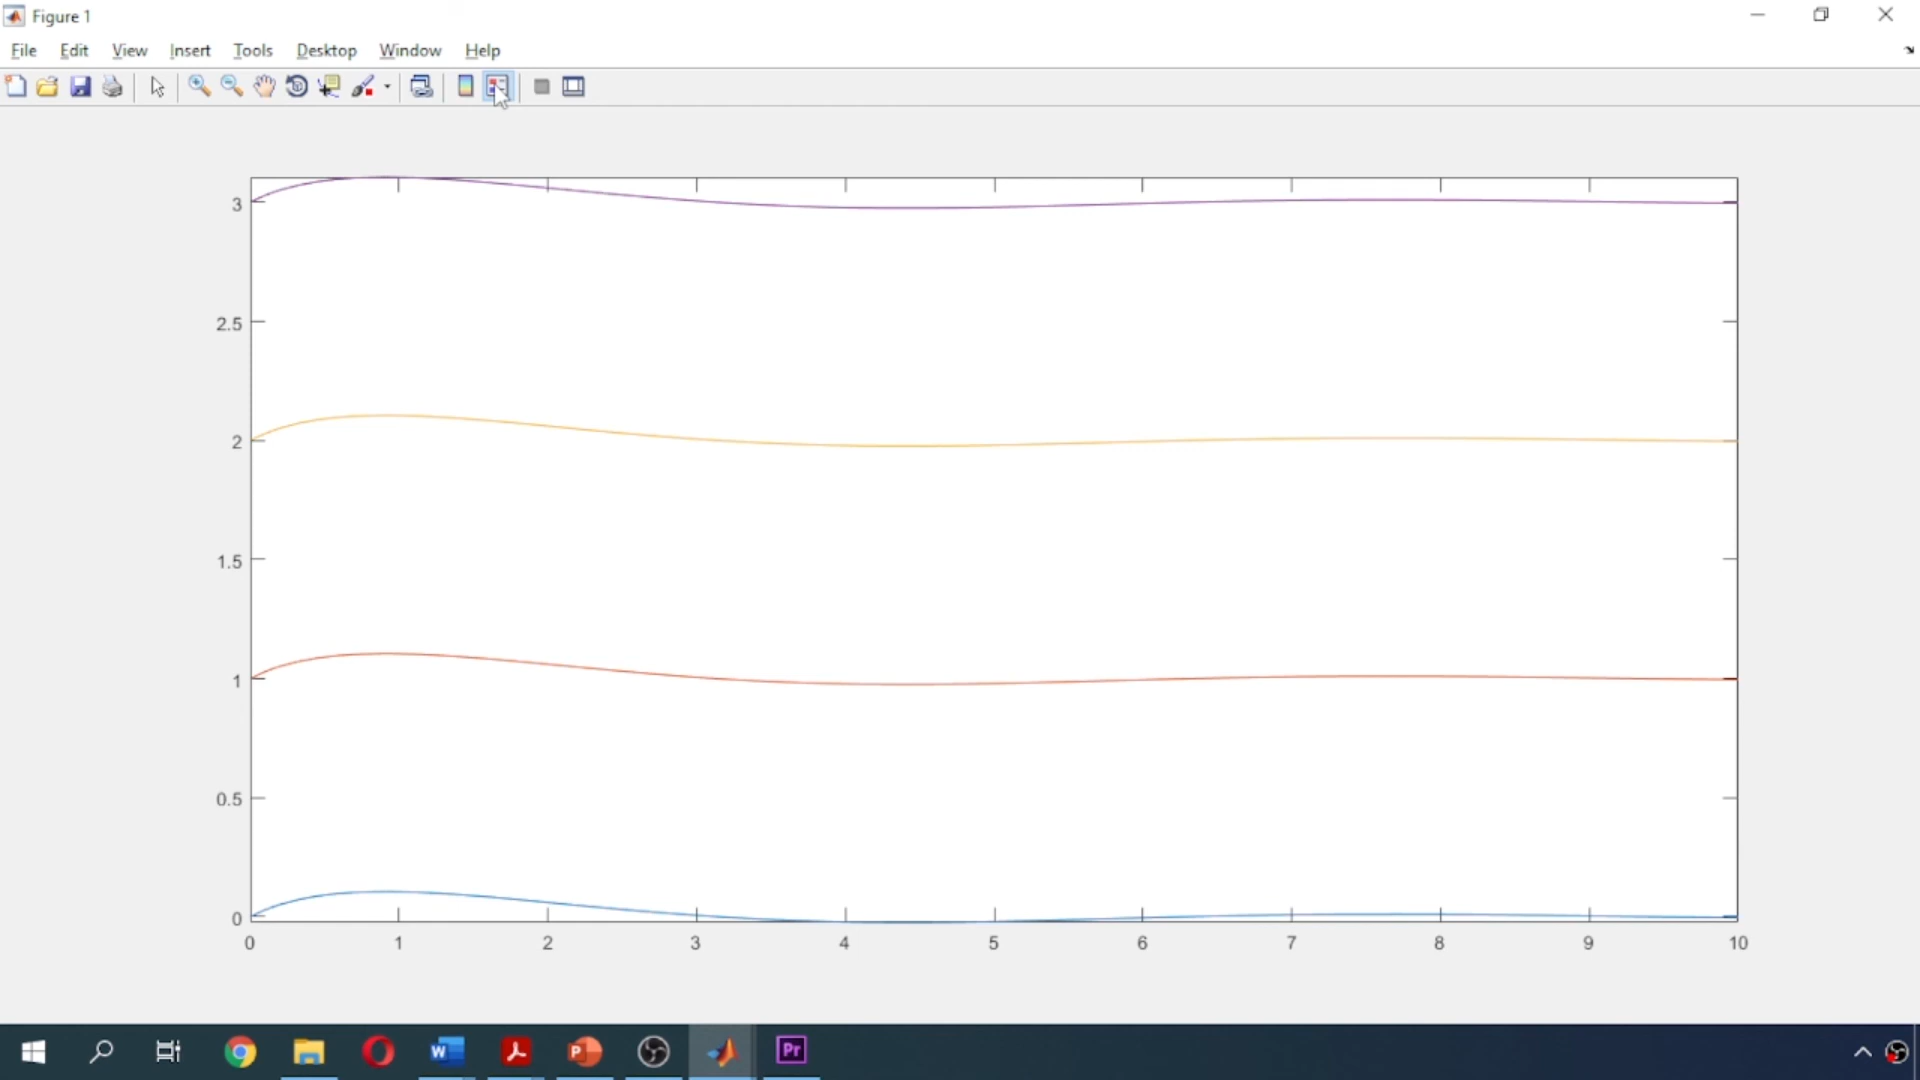 Figure 1
File Edit View Insert Tools Desktop Window Help
3
2.5
2
1.5
1
0.5
0
0 1 2 3 4 5 6 7 8 9 10
W P Pr